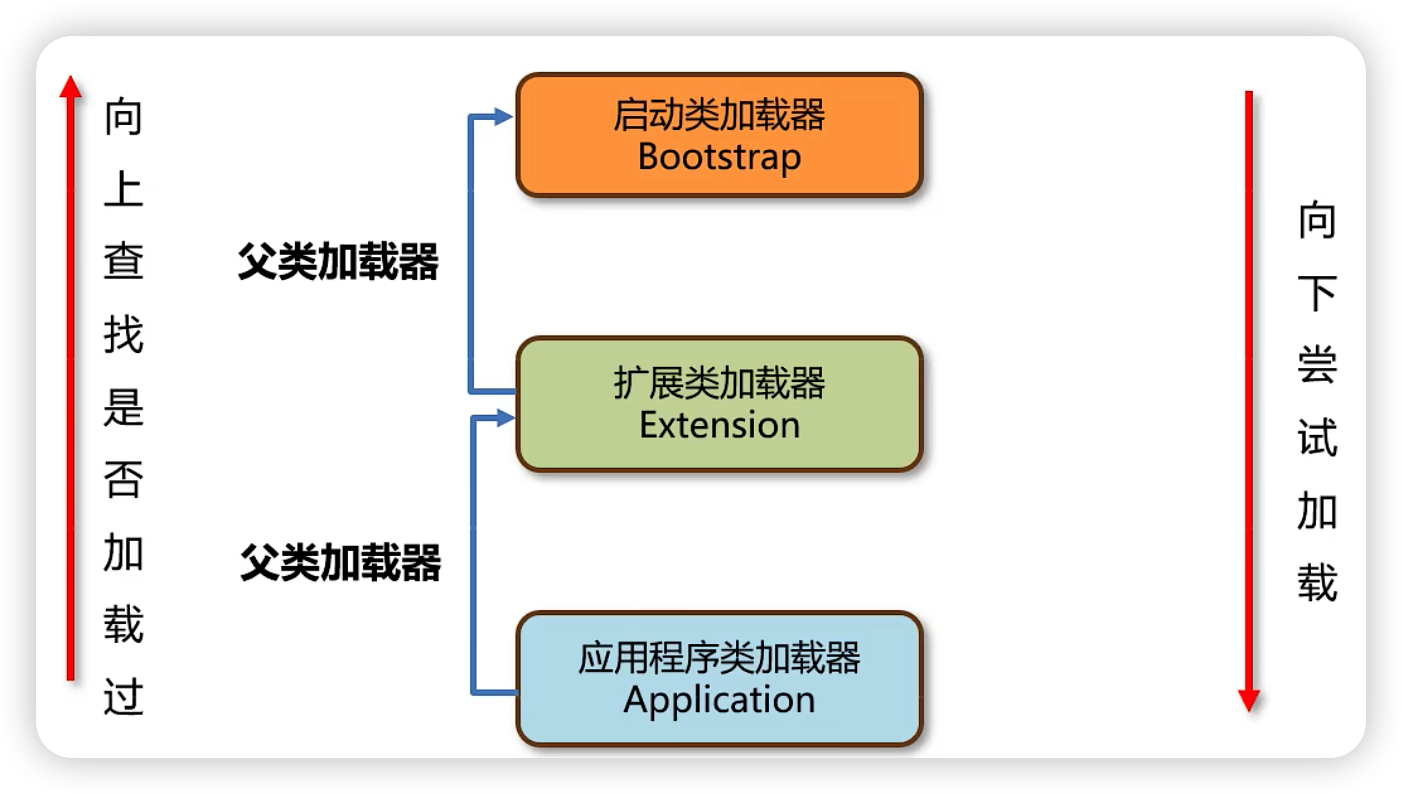 向上查找是否加载过
启动类加载器
Bootstrap
父类加载器
扩展类加载器
Extension
父类加载器
应用程序类加载器
Application
向下尝试加载